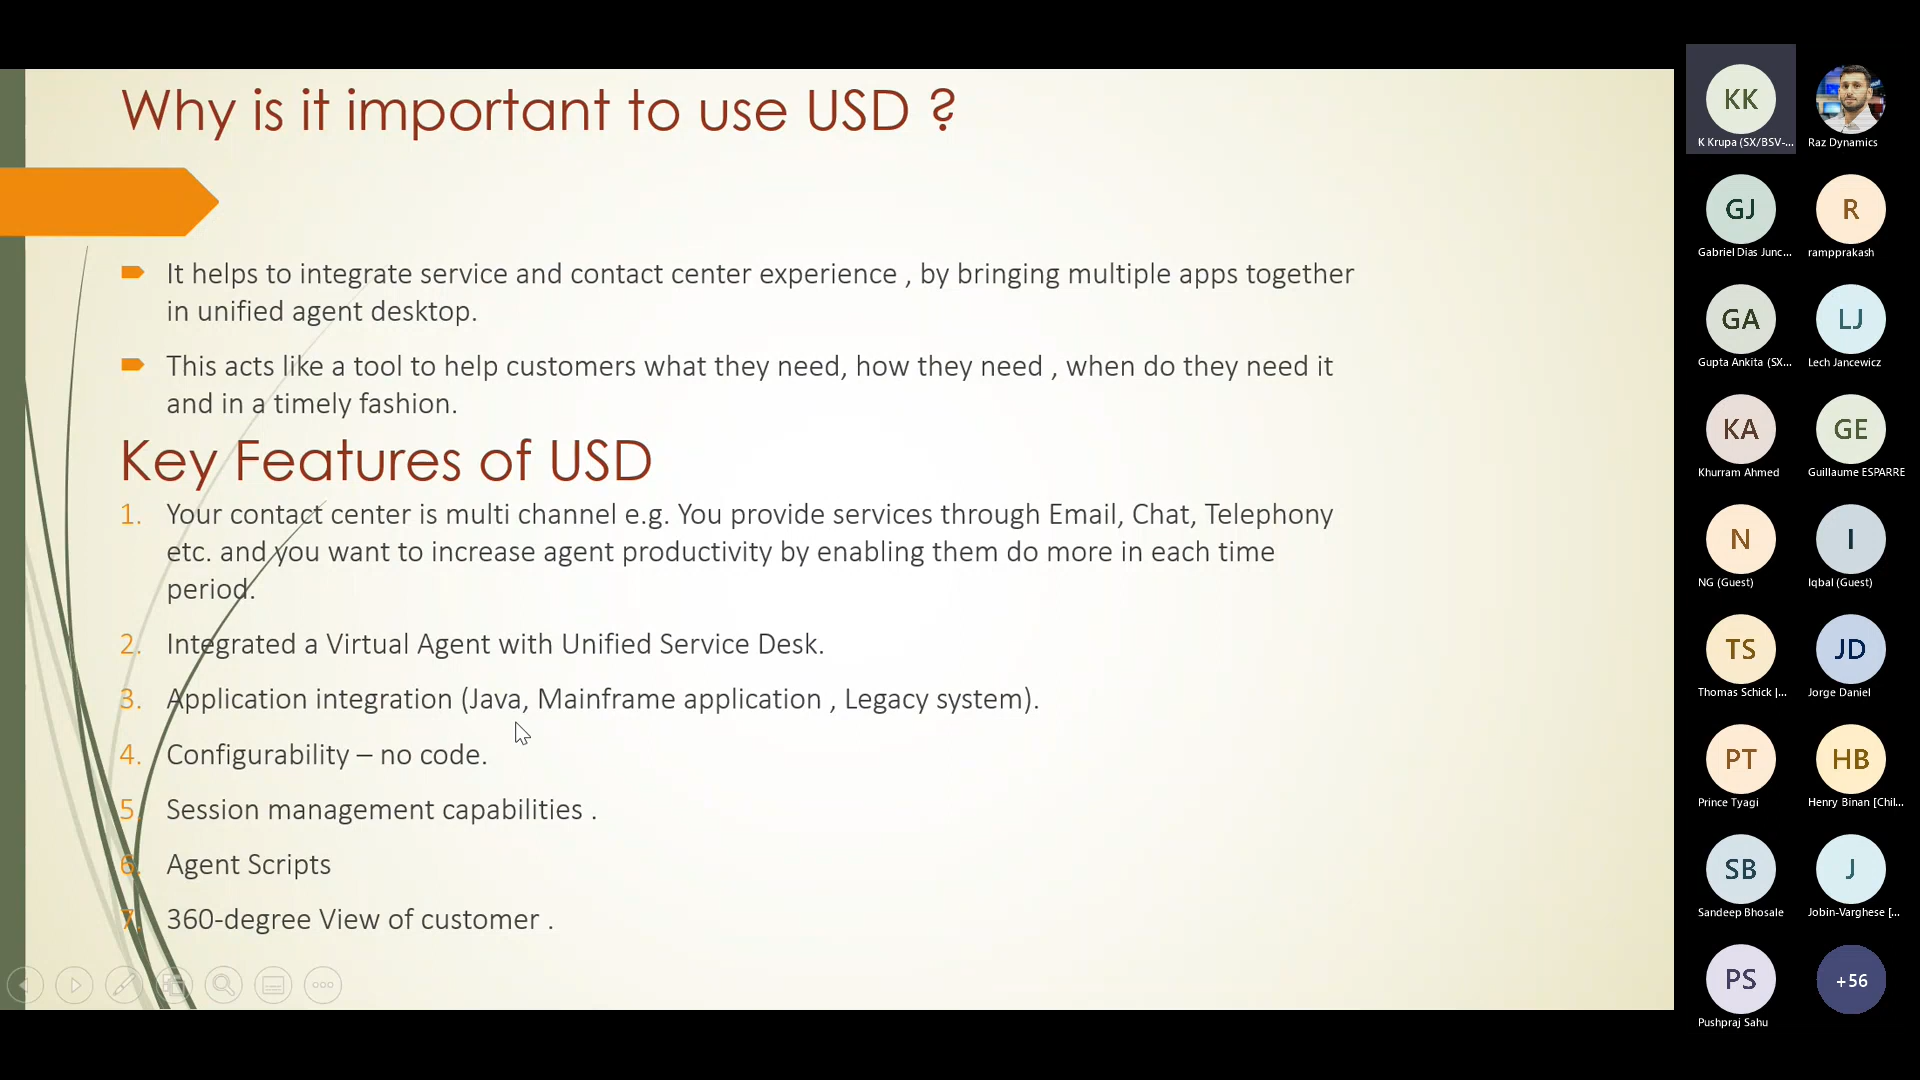 Why is it important to use USD ?
It helps to integrate service and contact center experience , by bringing multiple apps together
in unified agent desktop.
This acts like a tool to help customers what they need, how they need , when do they need it
and in a timely fashion.
Key Features of USD
1. Your contact center is multi channel e.g. You provide services through Email, Chat, Telephony
etc. and you want to increase agent productivity by enabling them do more in each time
period.
2. Integrated a Virtual Agent with Unified Service Desk.
3. Application integration (Java, Mainframe application , Legacy system).
4. Configurability – no code.
5. Session management capabilities .
6. Agent Scripts
7. 360-degree View of customer .
KK
K Krupa (SX/BSV-...
Raz Dynamics
GJ
Gabriel Dias Junc...
R
rampprakash
GA
Gupta Ankita (SX...
LJ
Lech Jancewicz
KA
Khurram Ahmed
GE
Guillaume ESPARRE
N
NG (Guest)
I
Iqbal (Guest)
TS
Thomas Schick |...
JD
Jorge Daniel
PT
Prince Tyagi
HB
Henry Binan [Chil...
SB
Sandeep Bhosale
J
Jobin-Varghese [...
PS
Pushpraj Sahu
+56